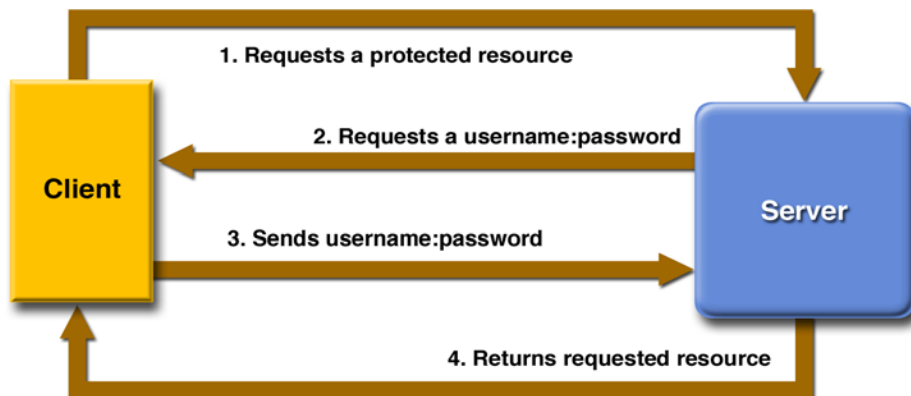 1. Requests a protected resource
2. Requests a username:password
Client
Server
3. Sends username:password
4. Returns requested resource